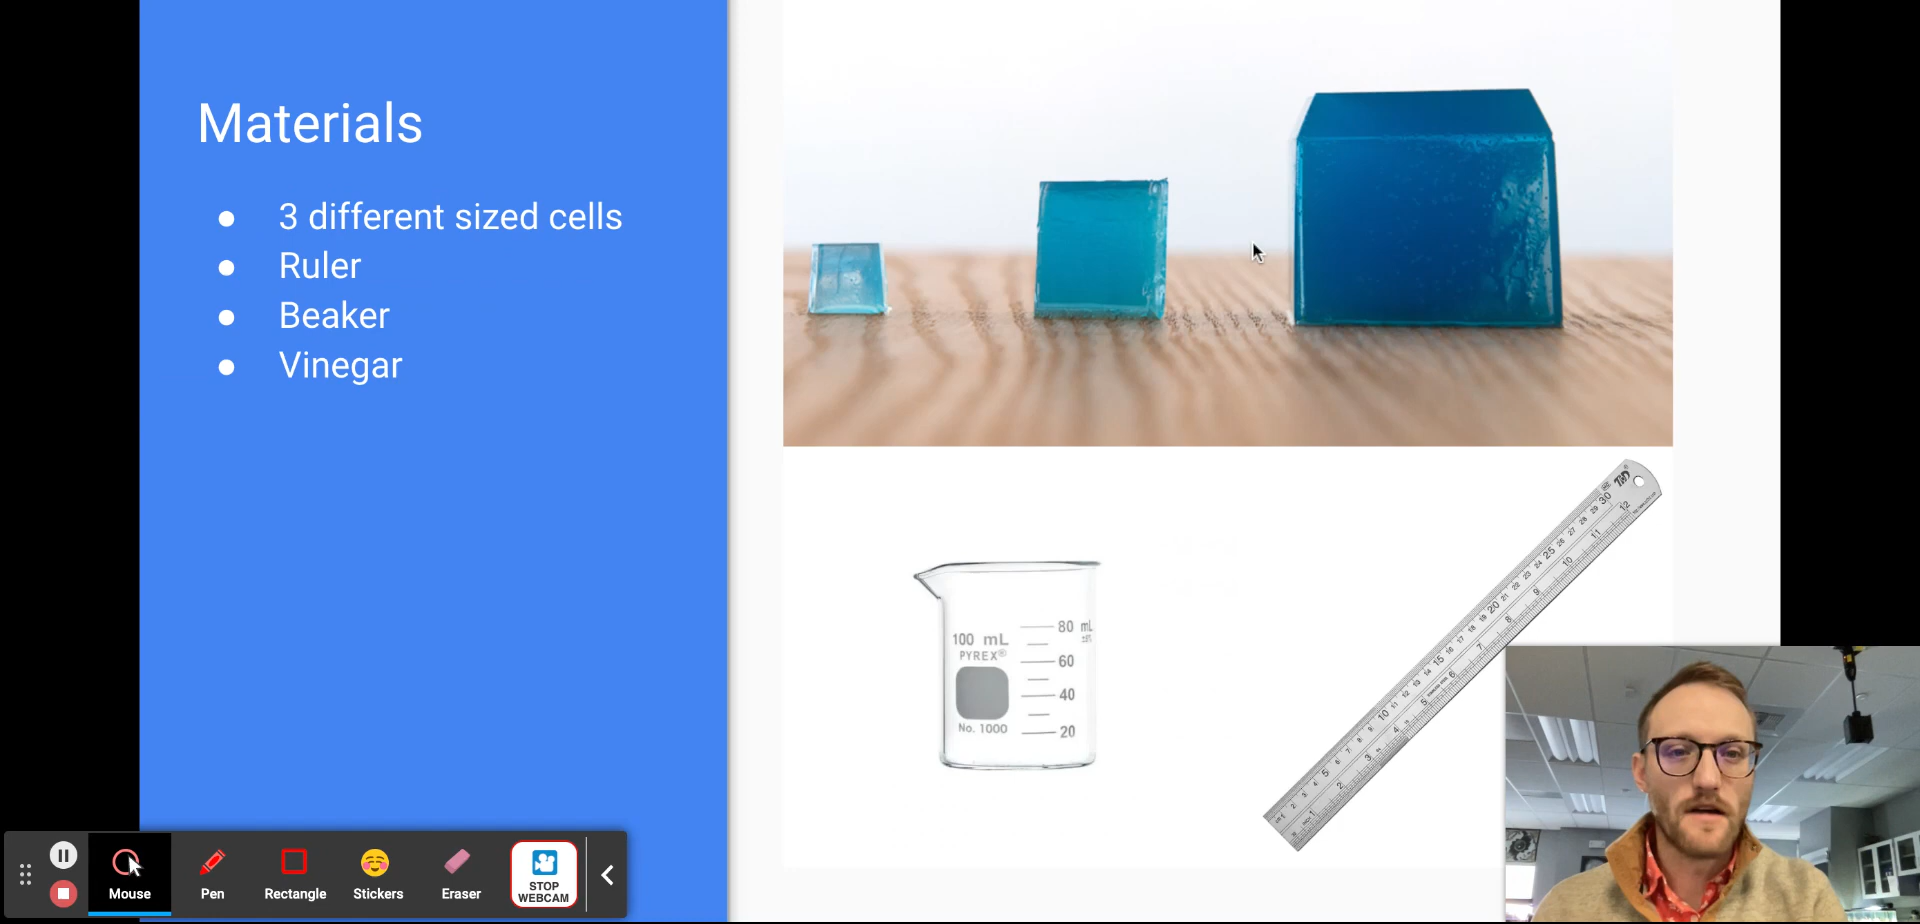 Materials
● 3 different sized cells
● Ruler
● Beaker
● Vinegar
100 mL
PYREX®
No. 1000
80 mL
±5%
60
40
20
Mouse
Pen
Rectangle
Stickers
Eraser
STOP
WEBCAM